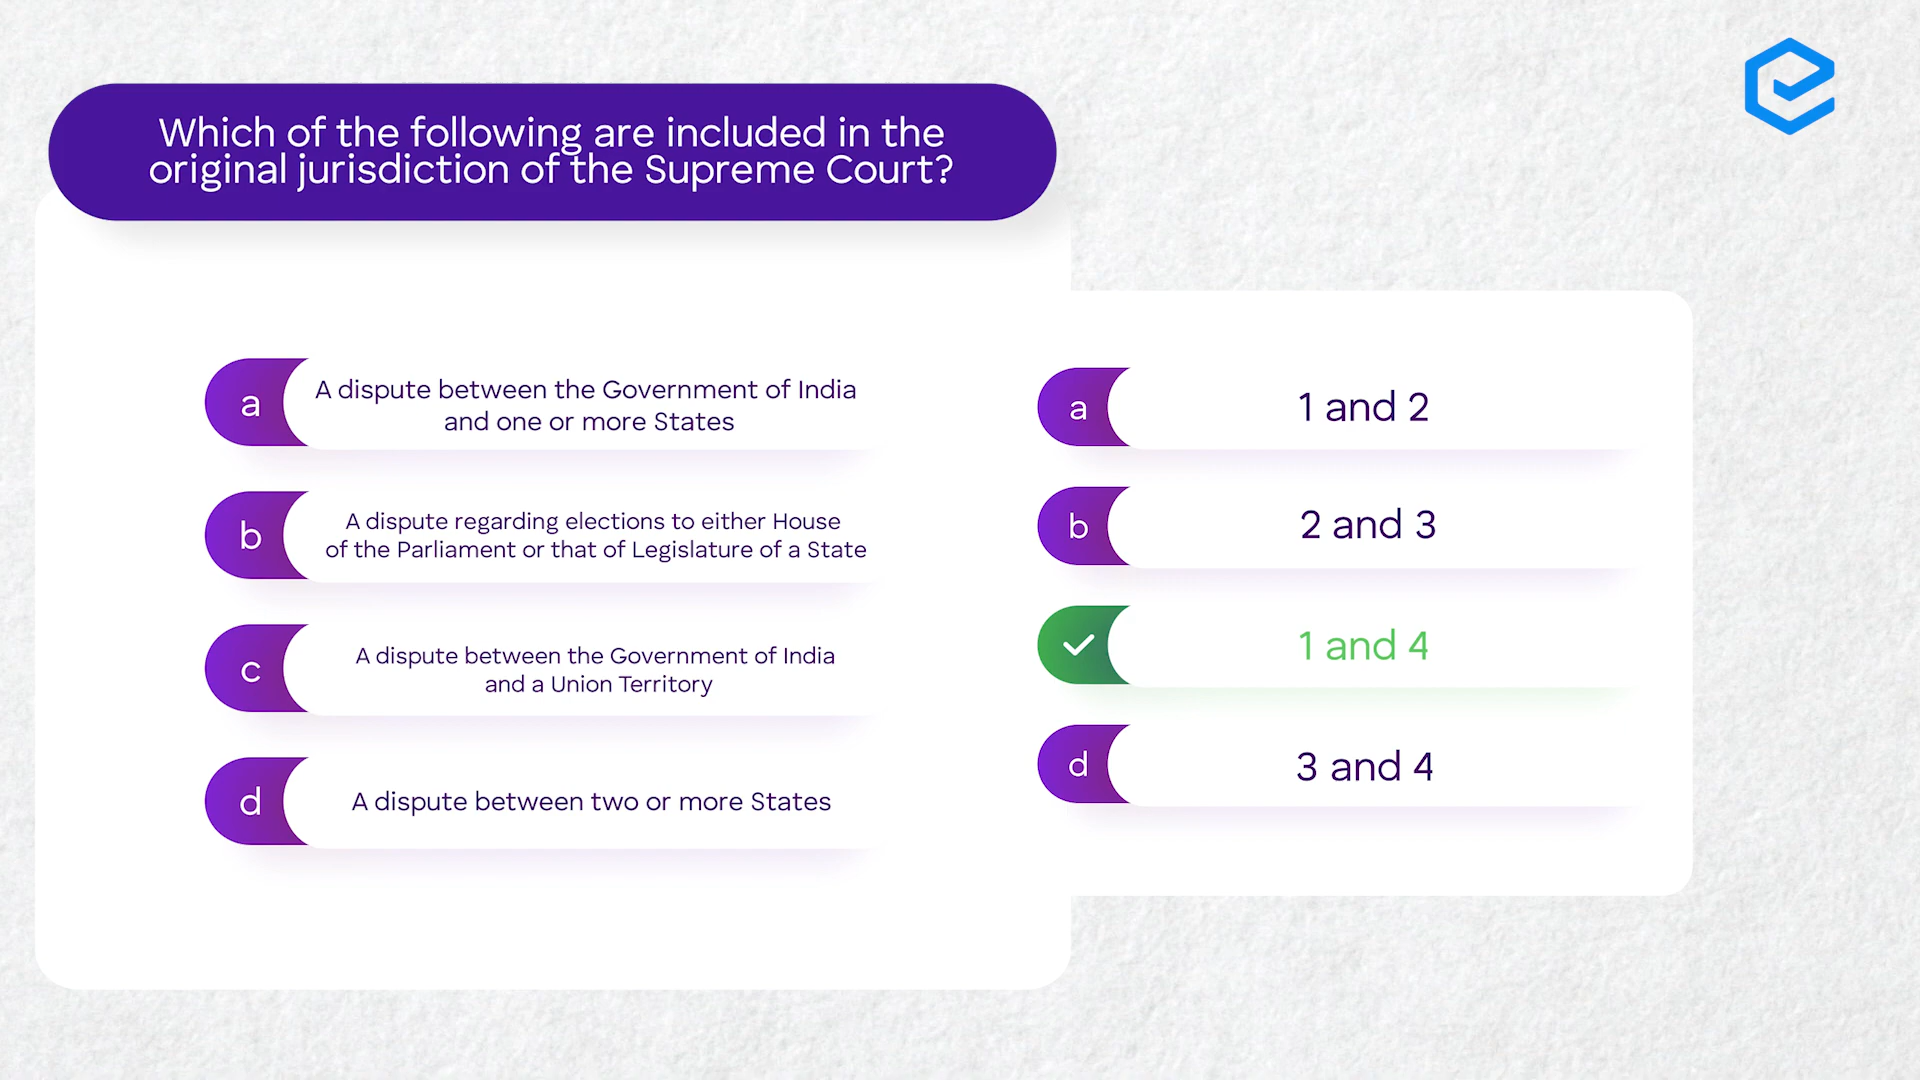 Which of the following are included in the
original jurisdiction of the Supreme Court?
a
A dispute between the Government of India
and one or more States
b
A dispute regarding elections to either House
of the Parliament or that of Legislature of a State
c
A dispute between the Government of India
and a Union Territory
d
A dispute between two or more States
a
1 and 2
b
2 and 3
1 and 4
d
3 and 4